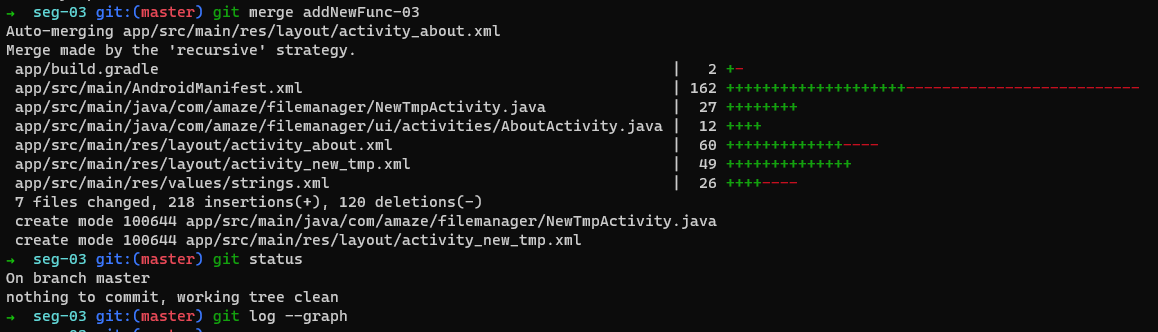 → seg-03 git:(master) git merge addNewFunc-03
Auto-merging app/src/main/res/layout/activity_about.xml
Merge made by the 'recursive' strategy.
app/build.gradle | 2 +-
app/src/main/AndroidManifest.xml | 162 ++++++++++++++++++++--------------------------
app/src/main/java/com/amaze/filemanager/NewTmpActivity.java | 27 ++++++++
app/src/main/java/com/amaze/filemanager/ui/activities/AboutActivity.java | 12 ++++
app/src/main/res/layout/activity_about.xml | 60 +++++++++++++----
app/src/main/res/layout/activity_new_tmp.xml | 49 ++++++++++++++
app/src/main/res/values/strings.xml | 26 ++++----
7 files changed, 218 insertions(+), 120 deletions(-)
create mode 100644 app/src/main/java/com/amaze/filemanager/NewTmpActivity.java
create mode 100644 app/src/main/res/layout/activity_new_tmp.xml
→ seg-03 git:(master) git status
On branch master
nothing to commit, working tree clean
→ seg-03 git:(master) git log --graph